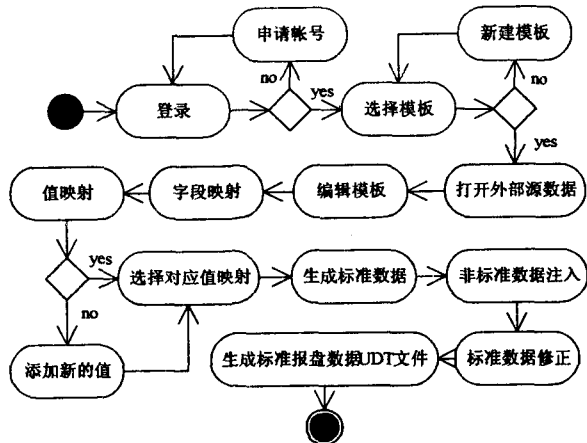 申请帐号
新建模板
no
no
登录
yes
选择模板
yes
值映射
字段映射
编辑模板
打开外部源数据
yes
选择对应值映射
生成标准数据
非标准数据注入
no
添加新的值
生成标准报盘数据UDT文件
标准数据修正